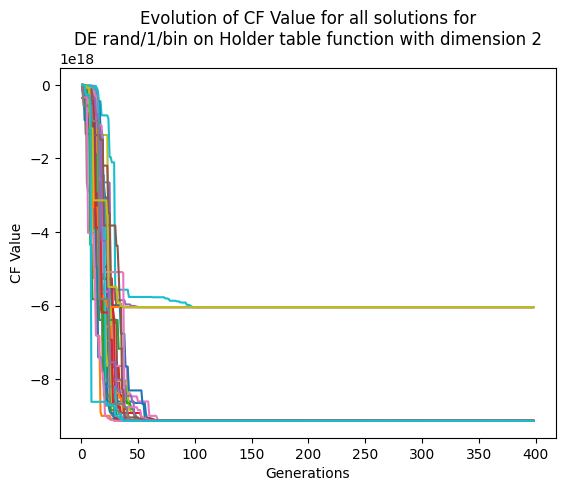 Evolution of CF Value for all solutions for
DE rand/1/bin on Holder table function with dimension 2
1e18
0
−2
−4
−6
−8
CF Value
0 50 100 150 200 250 300 350 400
Generations